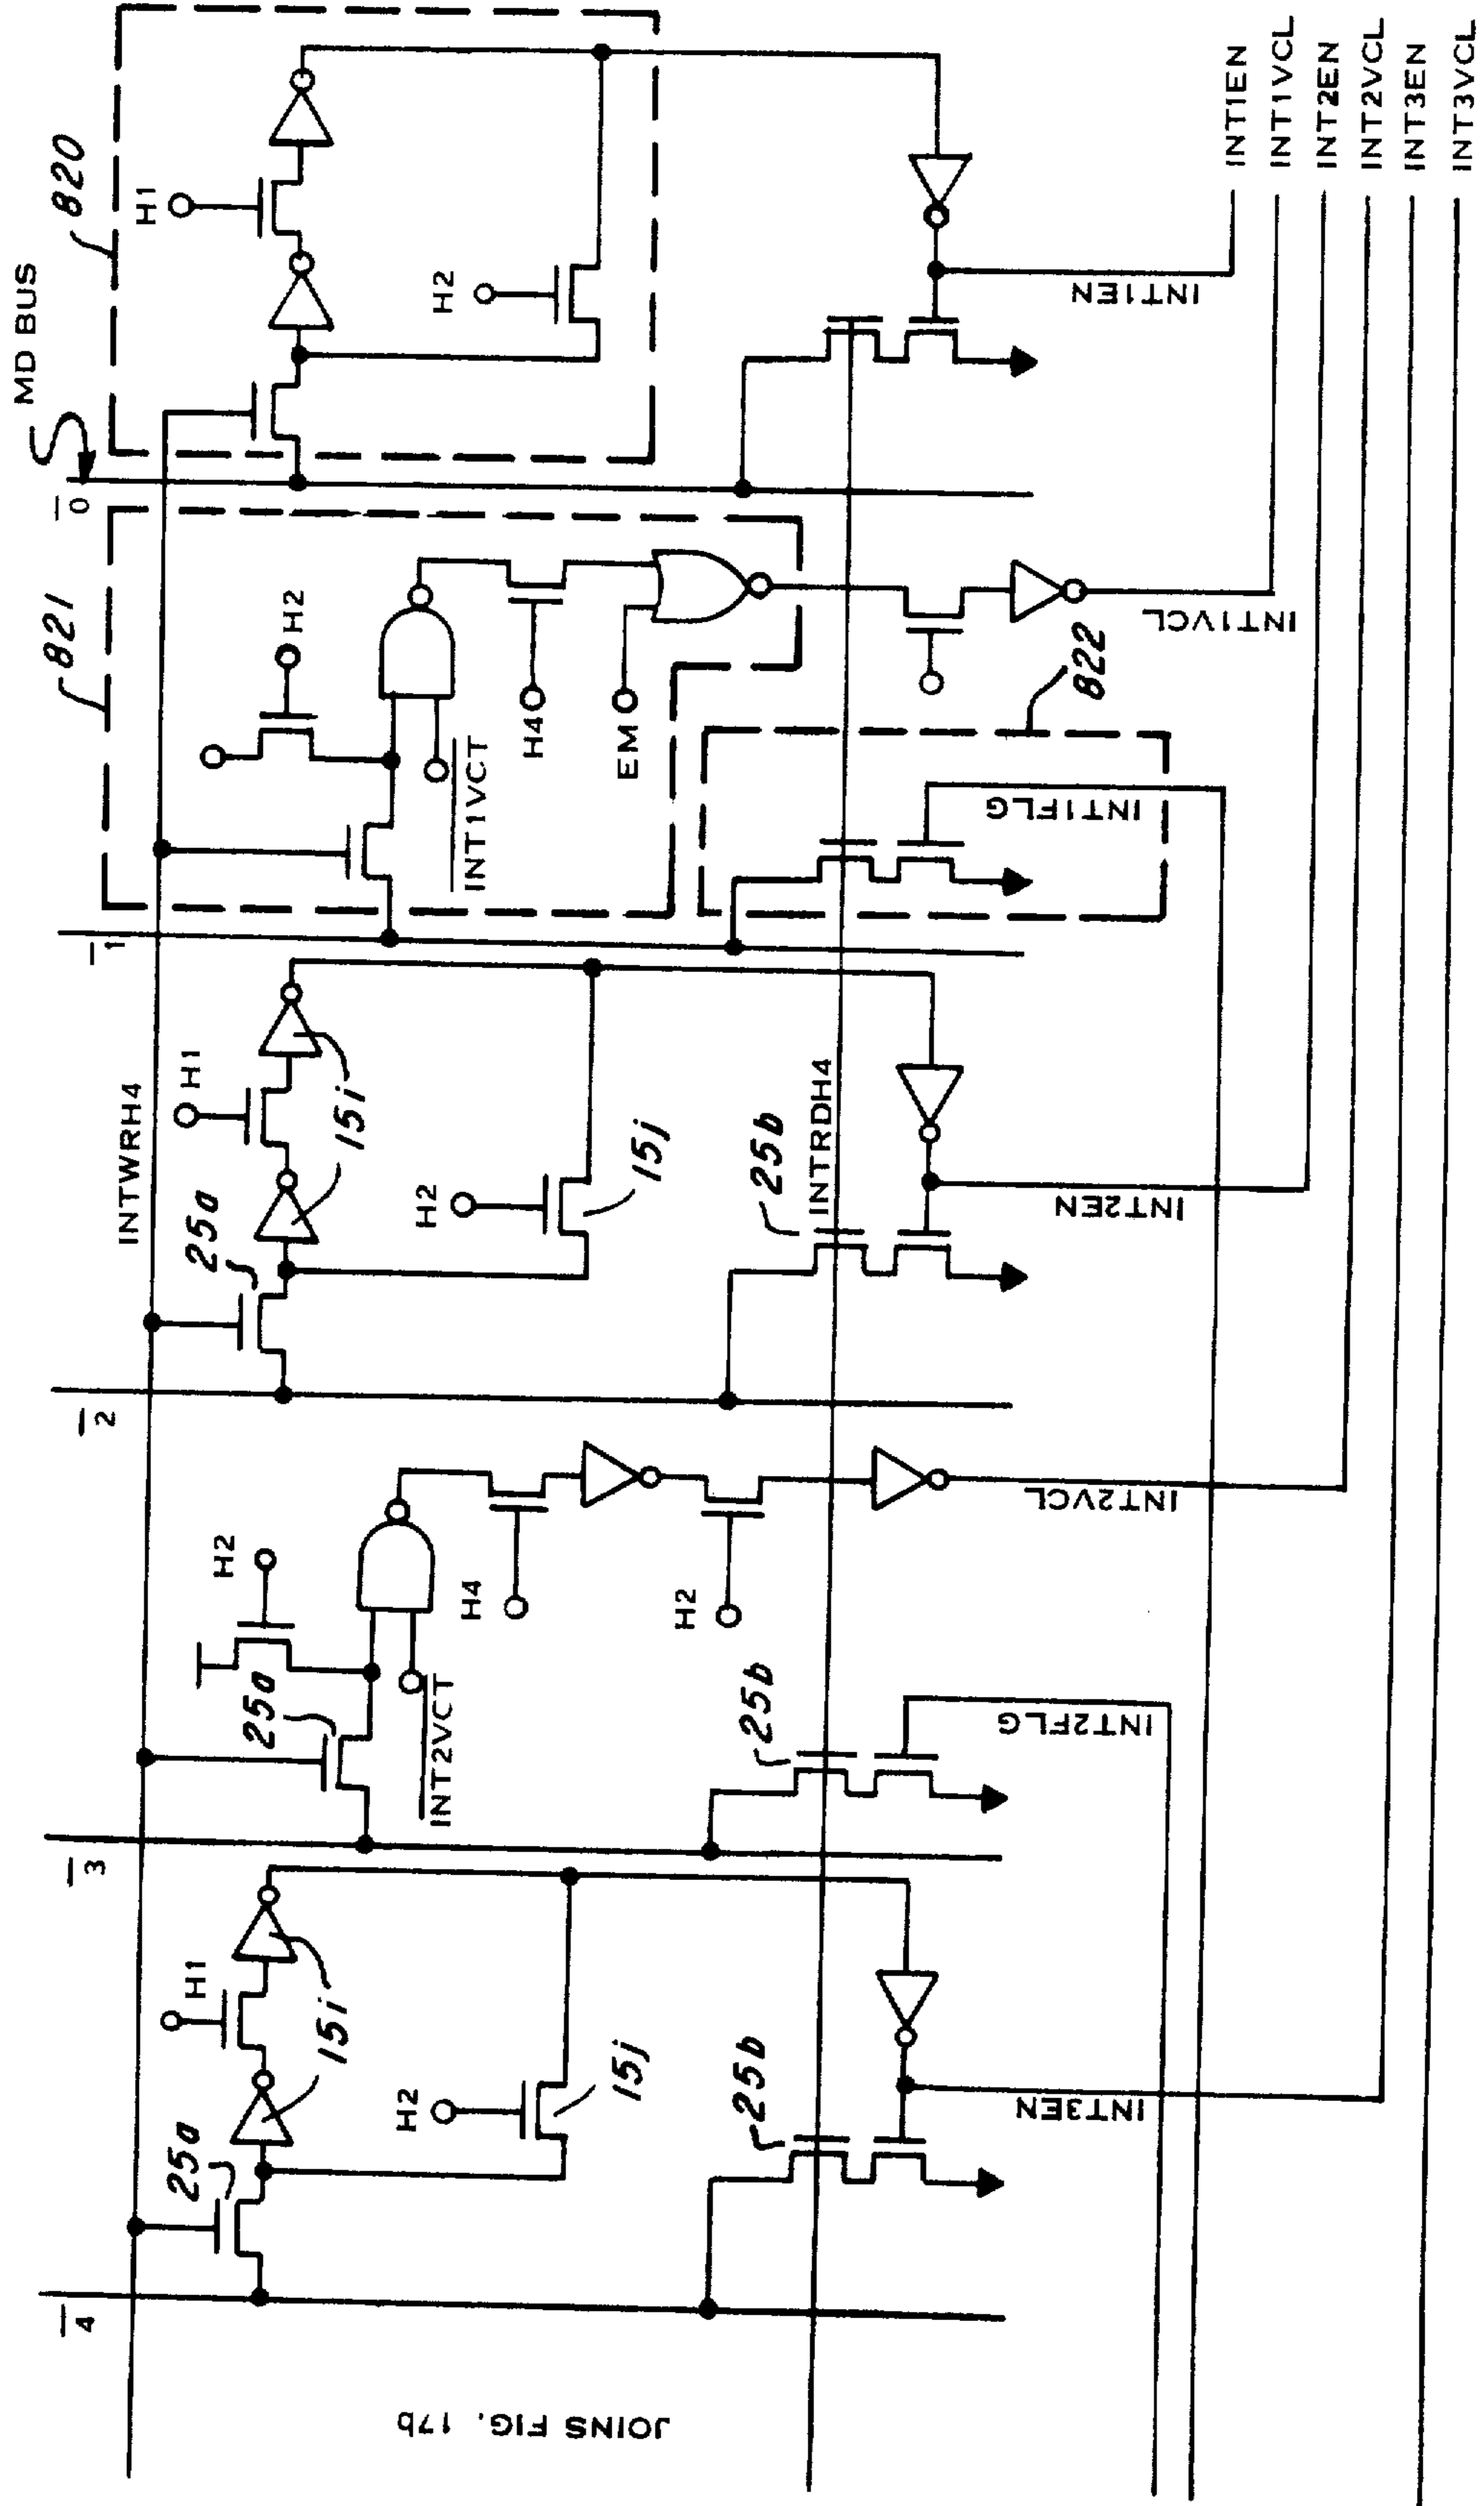 MD BUS
820
H1
H2
INT1EN
0
821
H2
INT1VCT
H4
EM
INT1VCL
822
INT1FLG
1
INTWRH4
25a
H1
15i
H2
15j
25b
INTRDH4
INT2EN
2
H2
25a
INT2VCT
H4
H2
INT2VCL
25b
INT2FLG
3
25a
H1
15i
H2
15j
25b
INT3EN
4
INT1EN
INT1VCL
INT2EN
INT2VCL
INT3EN
INT3VCL
JOINS FIG. 17b